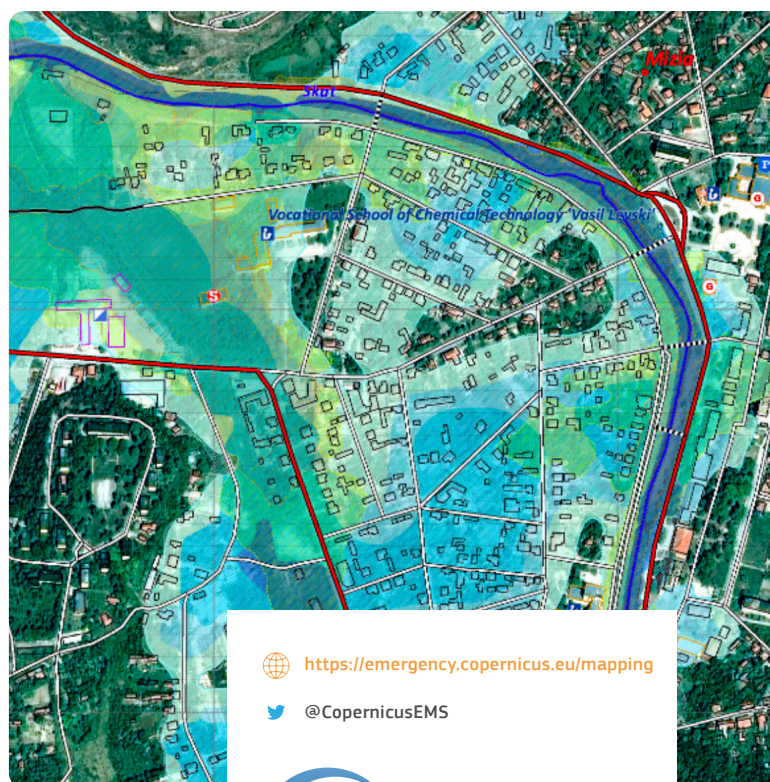 Mizia
Skat
P
G
Vocational School of Chemical Technology 'Vasil Levski'
S
G
https://emergency.copernicus.eu/mapping
@CopernicusEMS